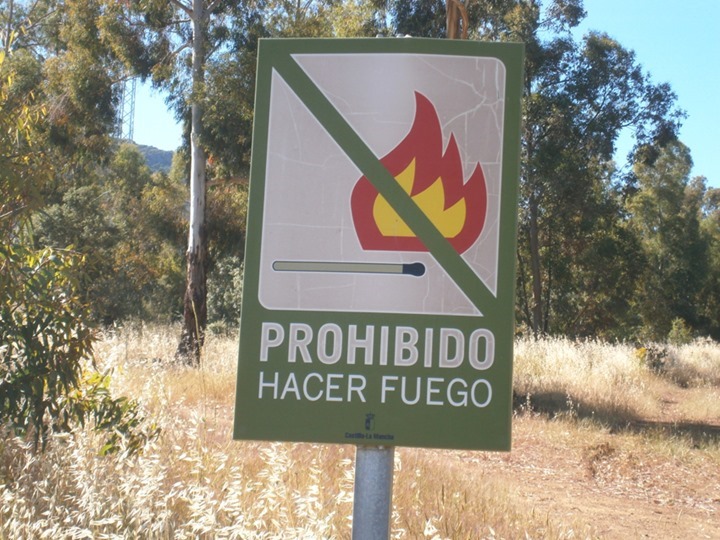 PROHIBIDO
HACER FUEGO
Castilla-La Mancha